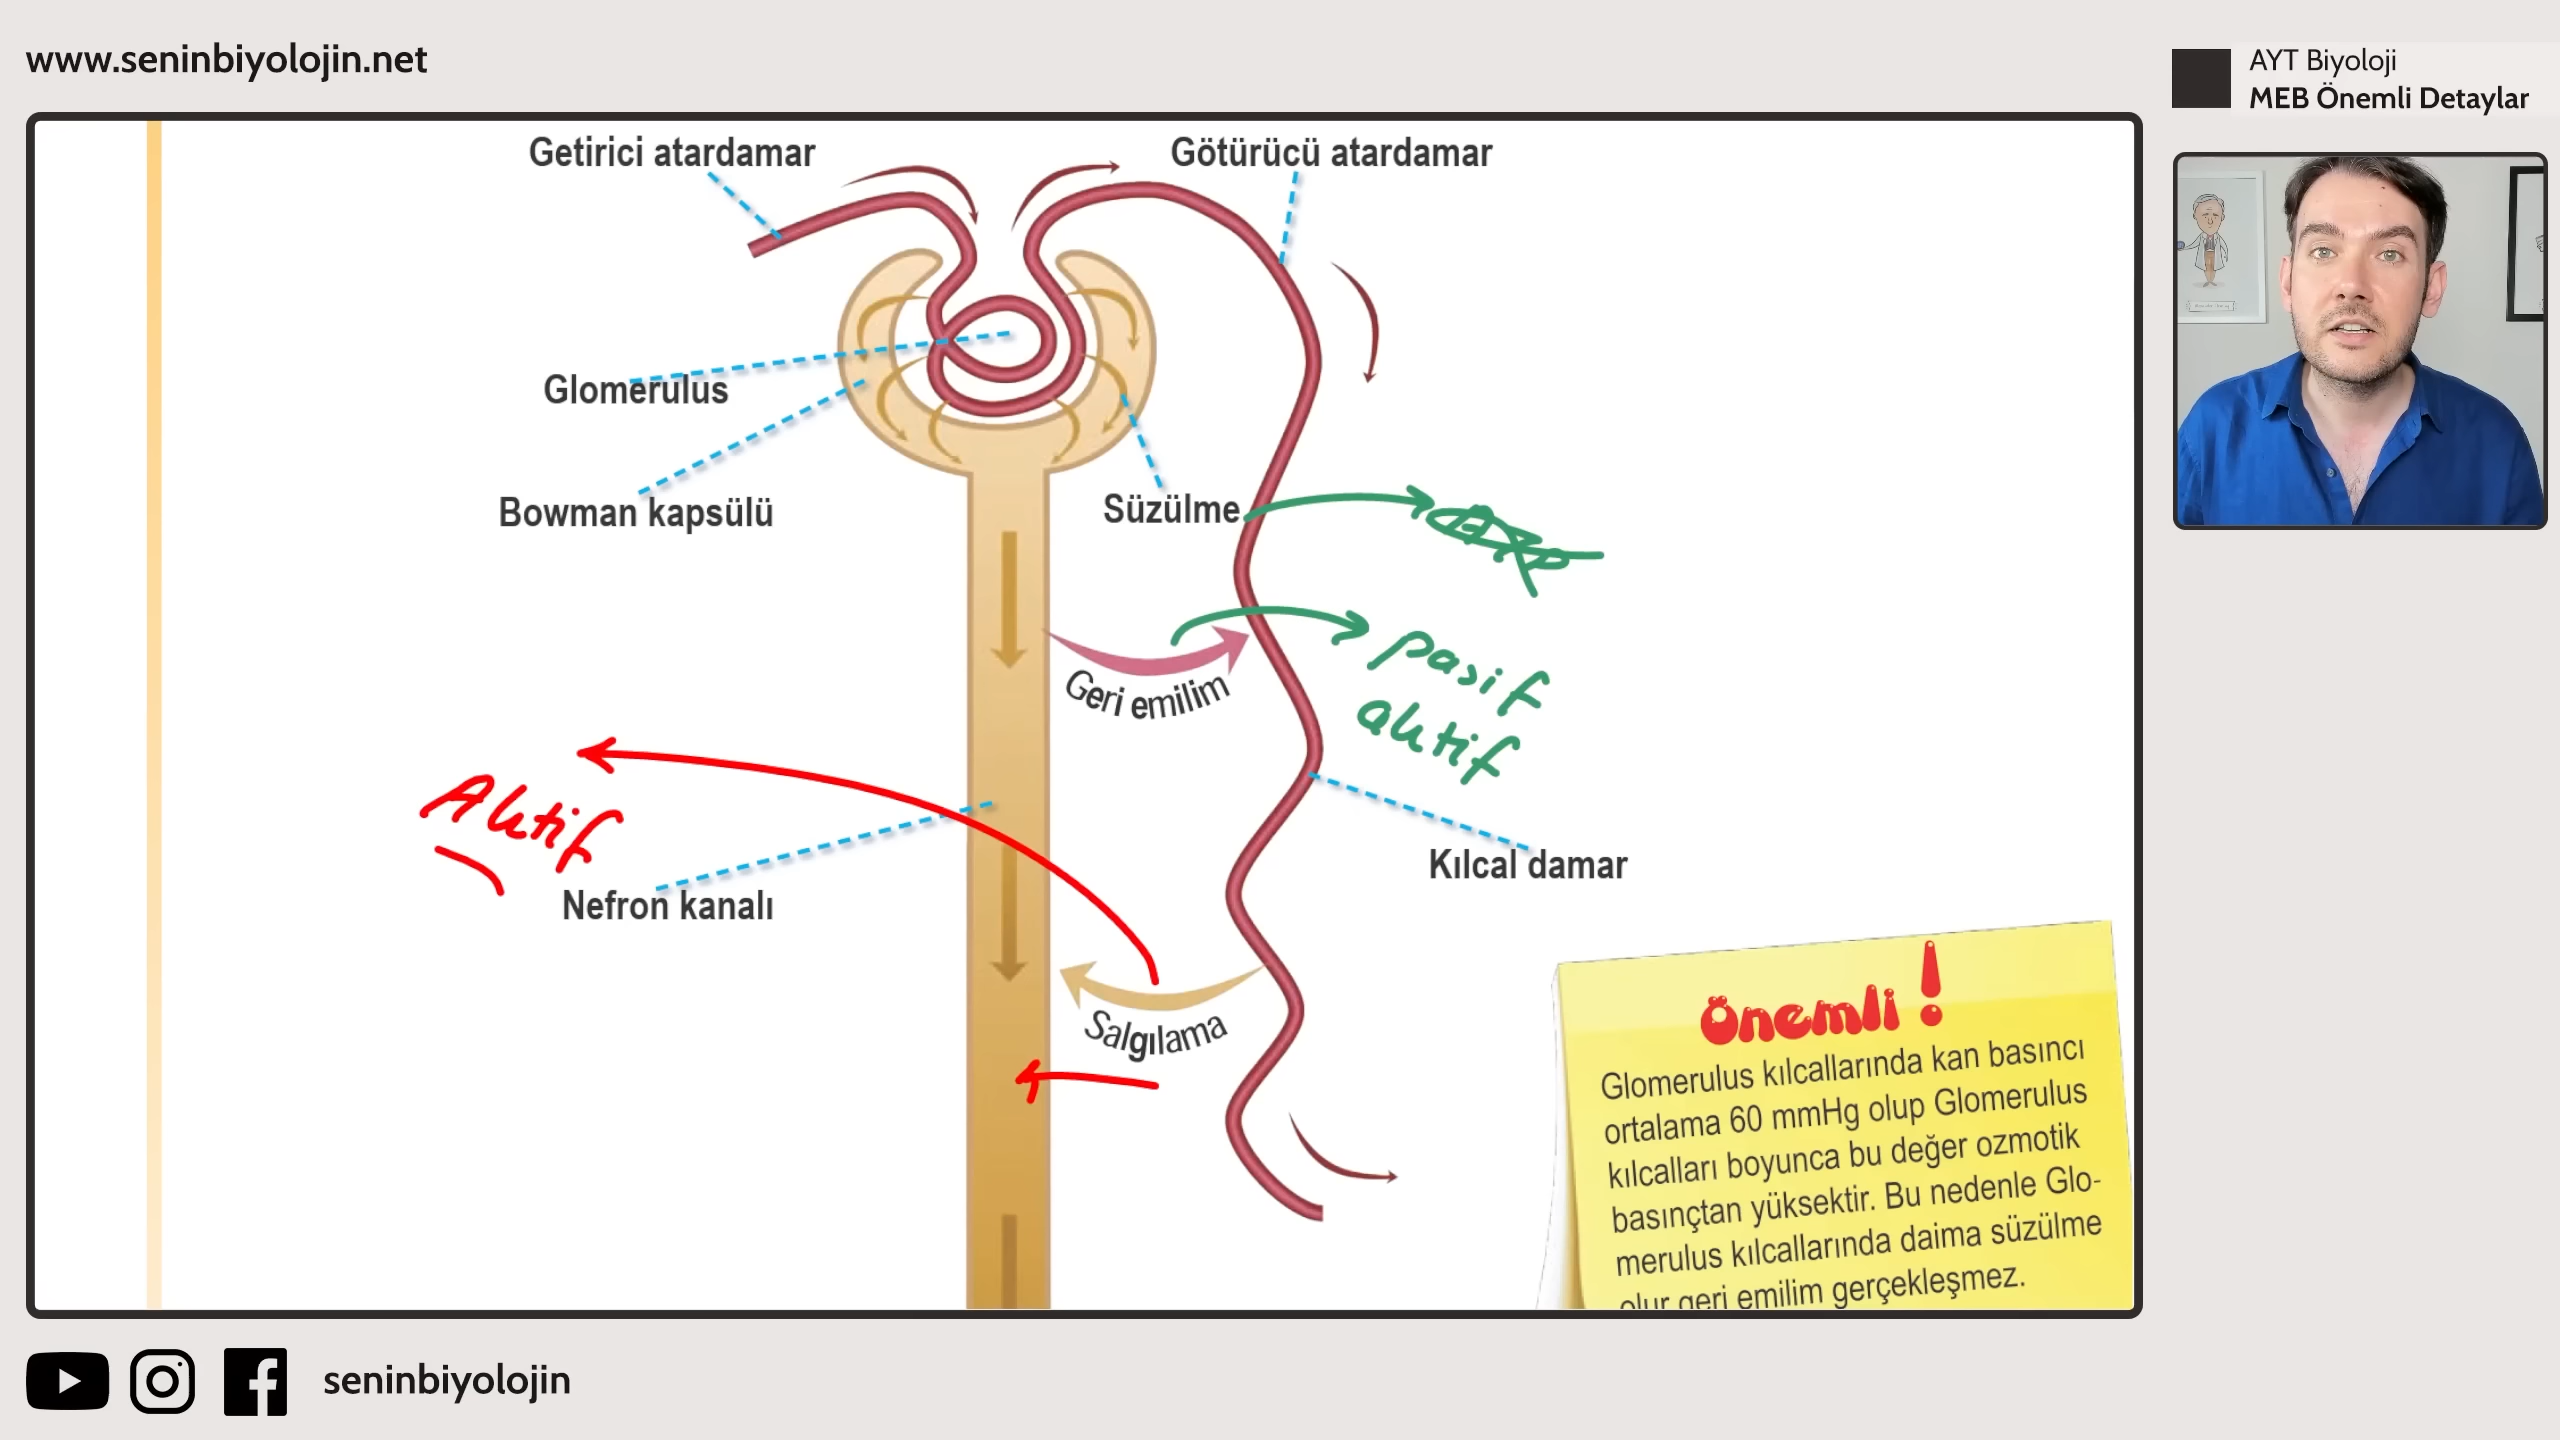 www.seninbiyolojin.net
AYT Biyoloji
MEB Önemli Detaylar
Getirici atardamar
Götürücü atardamar
Glomerulus
Bowman kapsülü
Süzülme
Geri emilim
pasif
aktif
Aktif
Kılcal damar
Nefron kanalı
Salgılama
Önemli!
Glomerulus kılcallarında kan basıncı
ortalama 60 mmHg olup Glomerulus
kılcalları boyunca bu değer ozmotik
basınçtan yüksektir. Bu nedenle Glo-
merulus kılcallarında daima süzülme
olur geri emilim gerçekleşmez.
seninbiyolojin